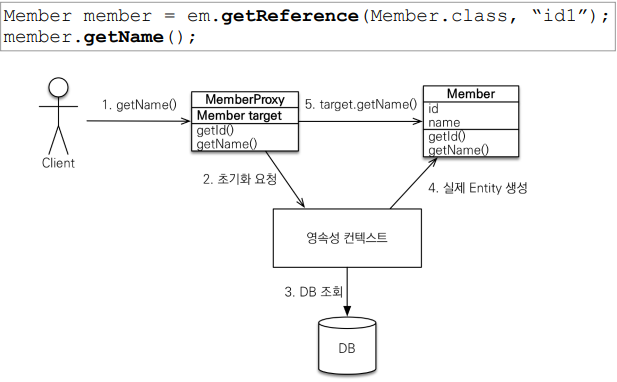 Member member = em.getReference(Member.class, “id1”);
member.getName();
1. getName()
MemberProxy
Member target
getId()
getName()
5. target.getName()
Member
id
name
getId()
getName()
Client
2. 초기화 요청
4. 실제 Entity 생성
영속성 컨텍스트
3. DB 조회
DB